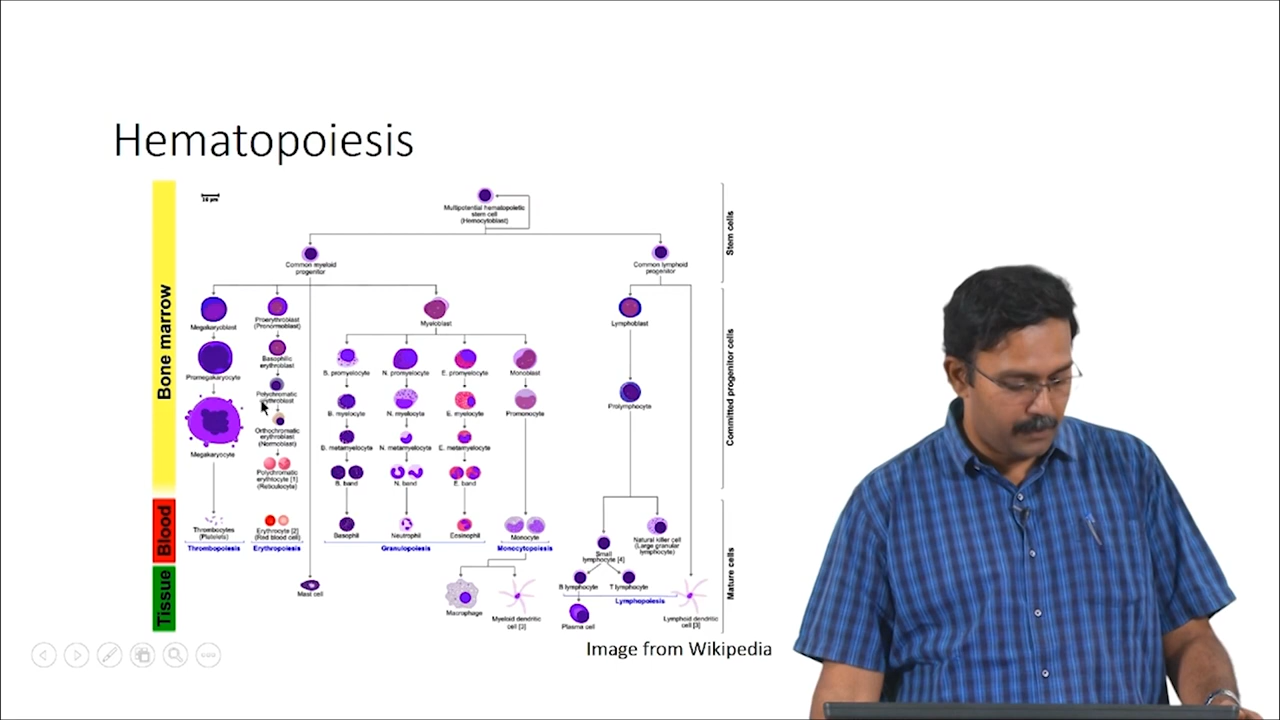 Hematopoiesis
Bone marrow
Blood
Tissue
Multipotential hematopoietic
stem cell
(Hemocytoblast)
Common myeloid
progenitor
Common lymphoid
progenitor
Megakaryoblast
Proerythroblast
(Pronormoblast)
Myeloblast
Lymphoblast
Promegakaryocyte
Basophilic
erythroblast
B. promyelocyte
N. promyelocyte
E. promyelocyte
Monoblast
Polychromatic
erythroblast
B. myelocyte
N. myelocyte
E. myelocyte
Promonocyte
Prolymphocyte
Megakaryocyte
Orthochromatic
erythroblast
(Normoblast)
B. metamyelocyte
N. metamyelocyte
E. metamyelocyte
Polychromatic
erythrocyte [1]
(Reticulocyte)
B. band
N. band
E. band
Thrombocytes
(Platelets)
Erythrocyte [2]
(Red blood cell)
Basophil
Neutrophil
Eosinophil
Monocyte
Natural killer cell
(Large granular
lymphocyte)
Small
lymphocyte [4]
Thrombopoiesis
Erythropoiesis
Granulopoiesis
Monocytopoiesis
Mast cell
B lymphocyte
T lymphocyte
Lymphopoiesis
Macrophage
Myeloid dendritic
cell [3]
Plasma cell
Lymphoid dendritic
cell [3]
Stem cells
Committed progenitor cells
Mature cells
Image from Wikipedia